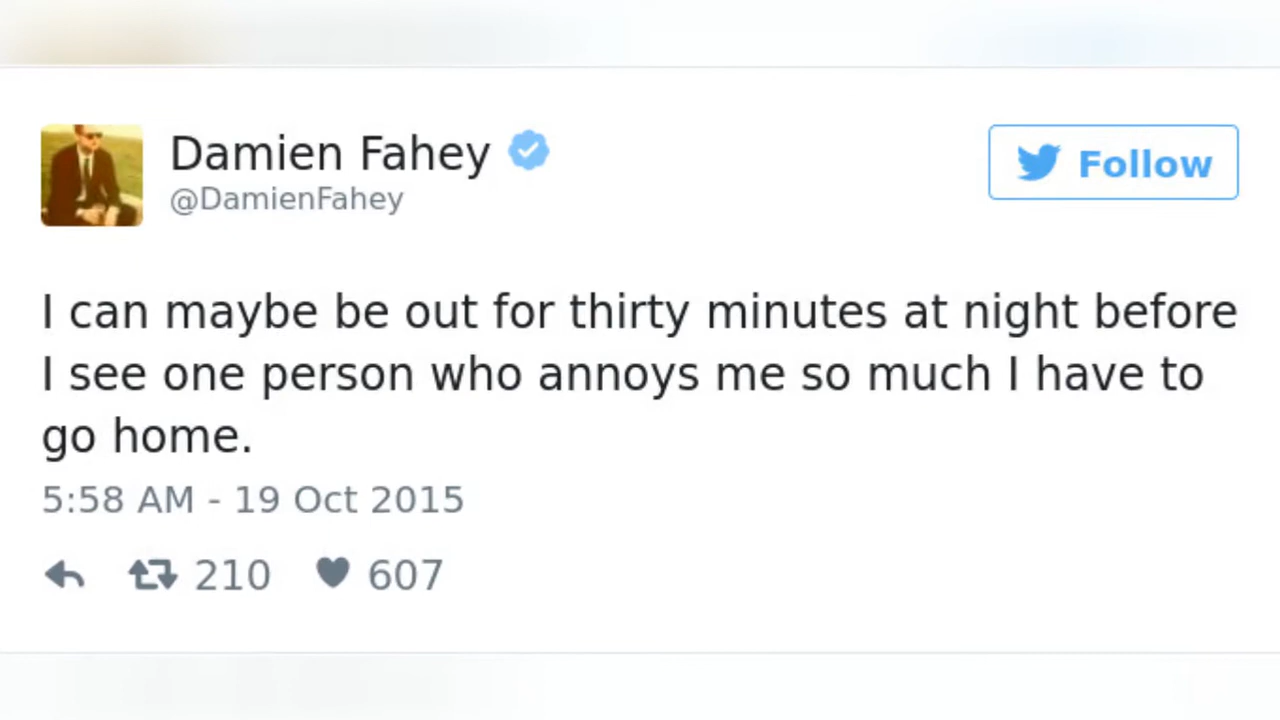 Damien Fahey
@DamienFahey
Follow
I can maybe be out for thirty minutes at night before
I see one person who annoys me so much I have to
go home.
5:58 AM - 19 Oct 2015
210 607